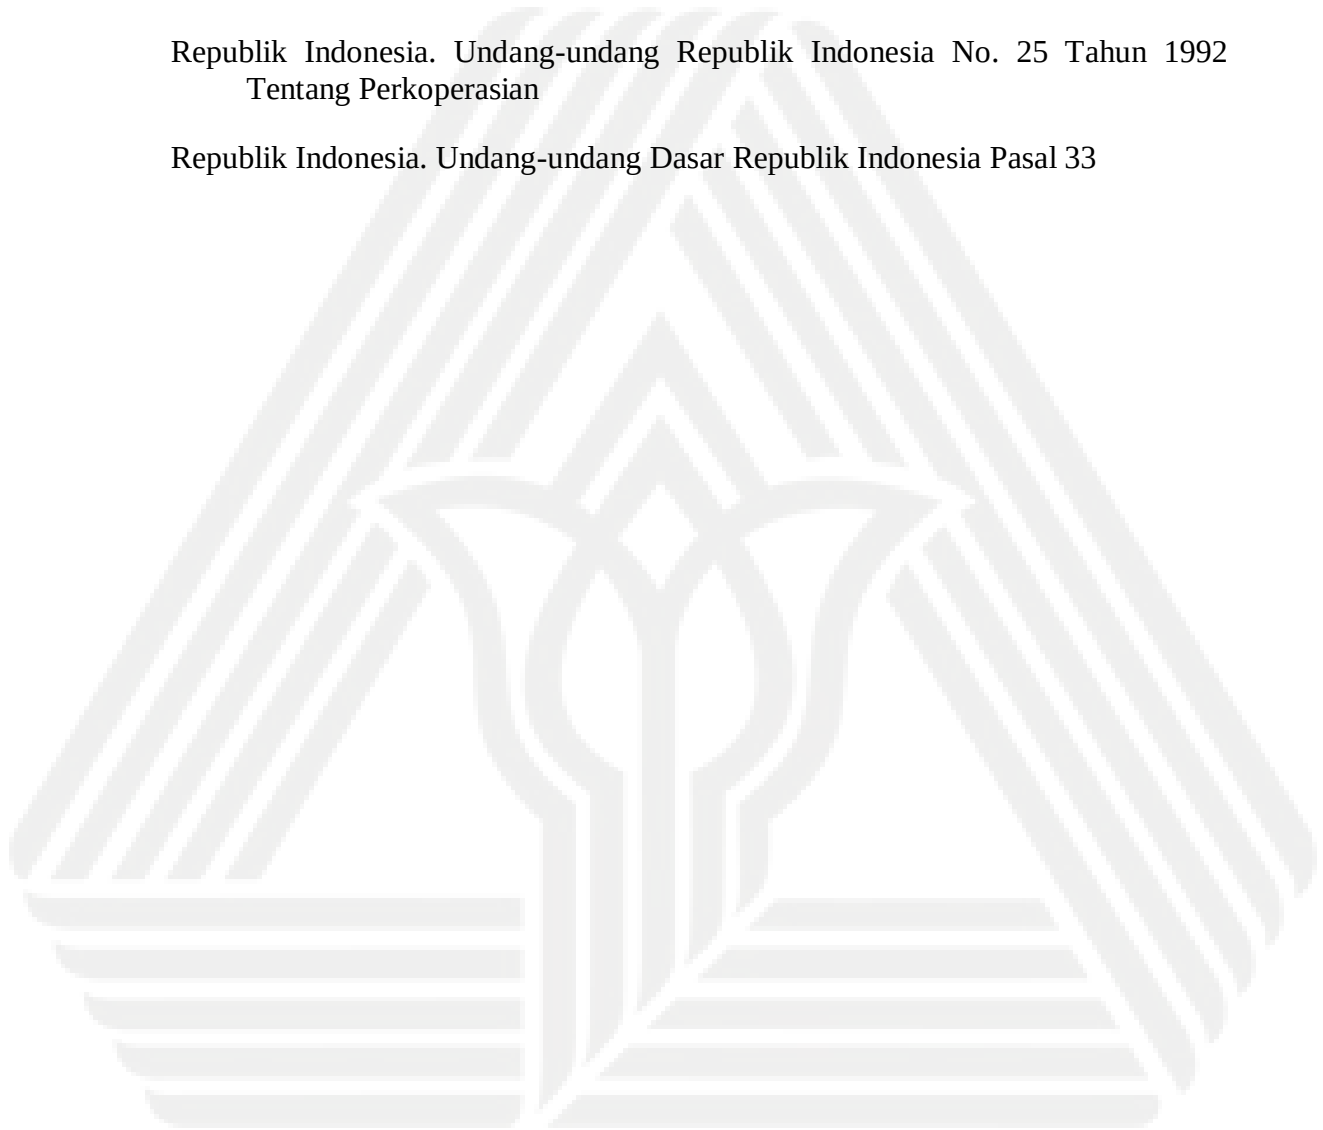 Republik Indonesia. Undang-undang Republik Indonesia No. 25 Tahun 1992
Tentang Perkoperasian
Republik Indonesia. Undang-undang Dasar Republik Indonesia Pasal 33